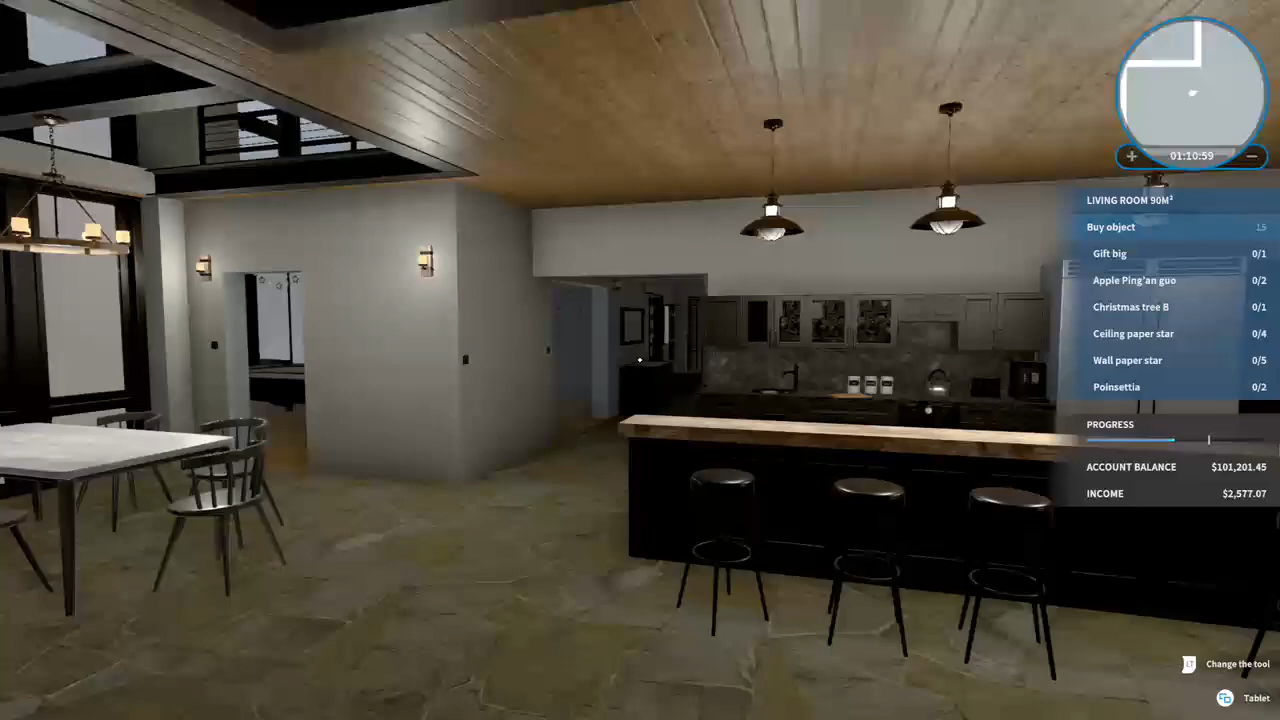 01:10:59
LIVING ROOM 90M²
Buy object 15
Gift big 0/1
Apple Ping'an guo 0/2
Christmas tree B 0/1
Ceiling paper star 0/4
Wall paper star 0/5
Poinsettia 0/2
PROGRESS
ACCOUNT BALANCE $101,201.45
INCOME $2,577.07
LT Change the tool
Tablet